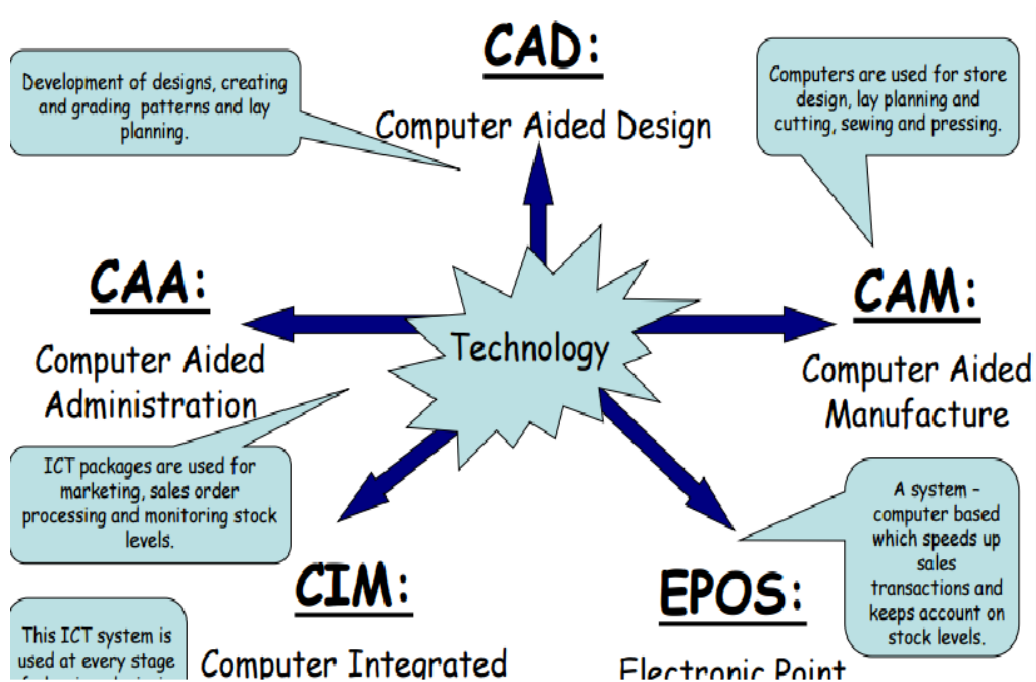 CAD:
Computer Aided Design
Development of designs, creating
and grading patterns and lay
planning.
Computers are used for store
design, lay planning and
cutting, sewing and pressing.
CAA:
Computer Aided
Administration
Technology
CAM:
Computer Aided
Manufacture
ICT packages are used for
marketing, sales order
processing and monitoring stock
levels.
A system –
computer based
which speeds up
sales
transactions and
keeps account on
stock levels.
CIM:
Computer Integrated
EPOS:
Electronic Point
This ICT system is
used at every stage